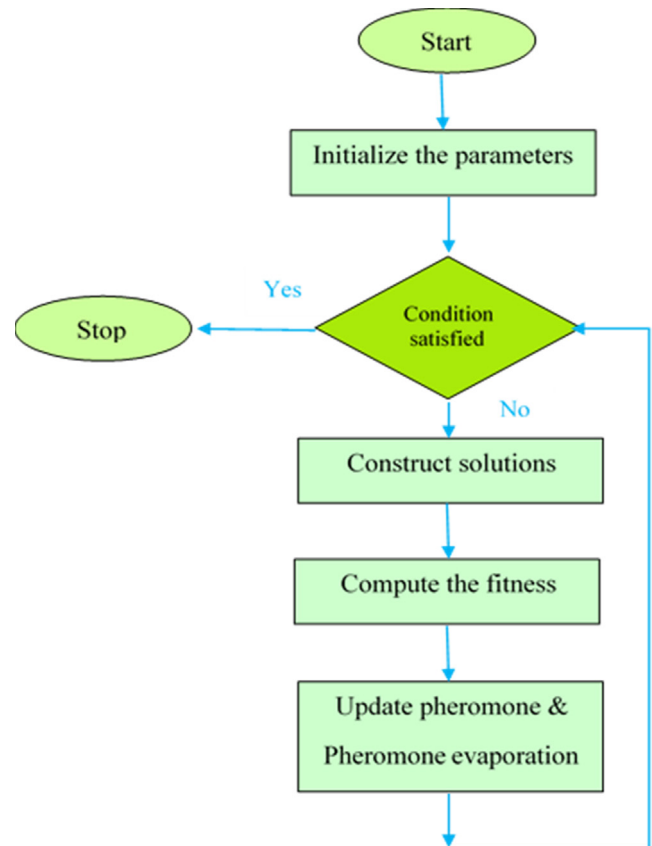 Start
Initialize the parameters
Yes
Condition
satisfied
Stop
No
Construct solutions
Compute the fitness
Update pheromone &
Pheromone evaporation